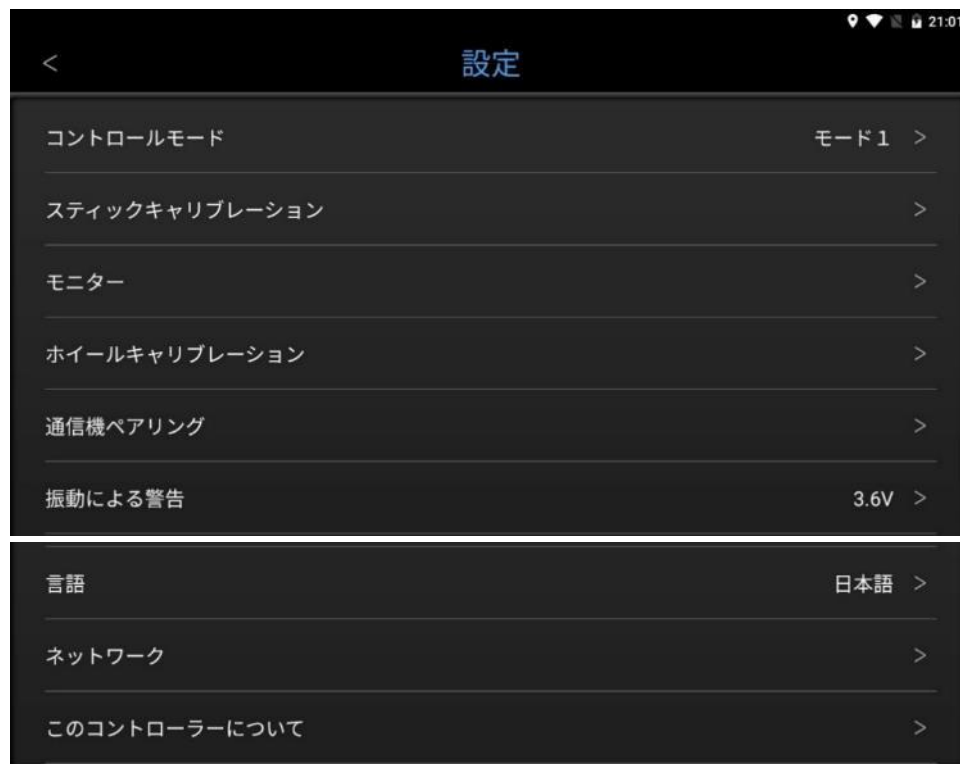 21:01
< 設定
コントロールモード モード1 >
スティックキャリブレーション >
モニター >
ホイールキャリブレーション >
通信機ペアリング >
振動による警告 3.6V >
言語 日本語 >
ネットワーク >
このコントローラーについて >